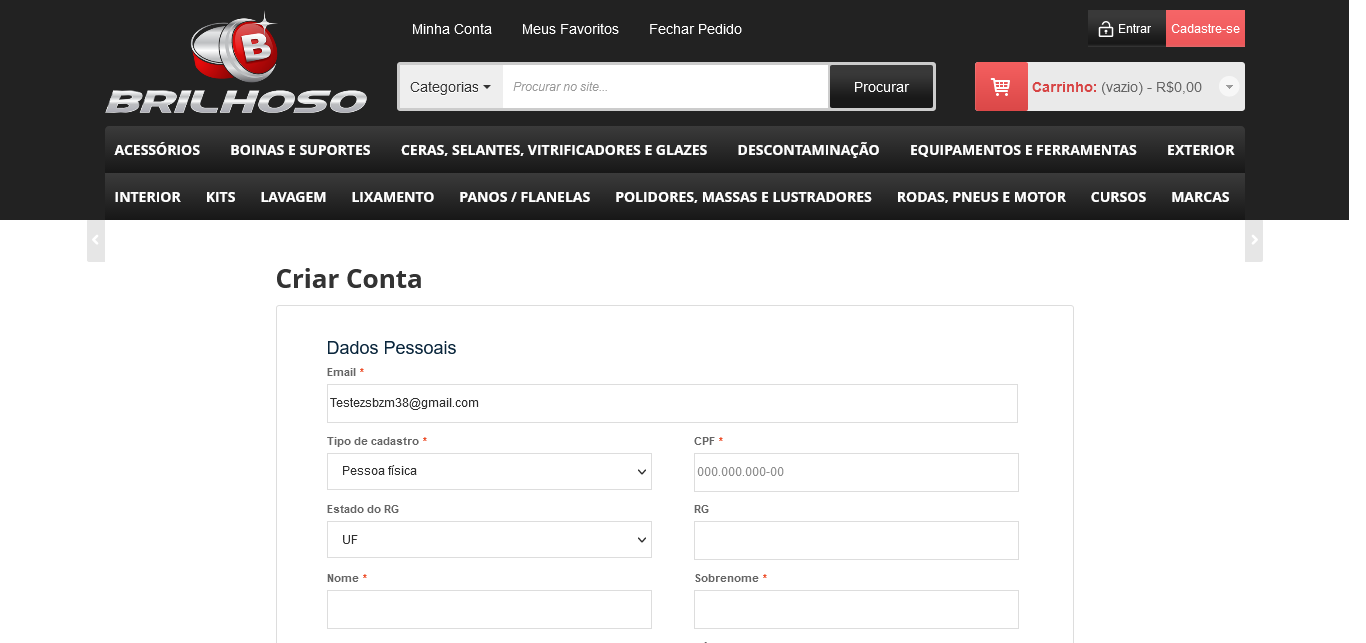 Minha Conta Meus Favoritos Fechar Pedido
Entrar Cadastre-se
B
BRILHOSO
Categorias Procurar no site... Procurar
Carrinho: (vazio) - R$0,00
ACESSÓRIOS BOINAS E SUPORTES CERAS, SELANTES, VITRIFICADORES E GLAZES DESCONTAMINAÇÃO EQUIPAMENTOS E FERRAMENTAS EXTERIOR
INTERIOR KITS LAVAGEM LIXAMENTO PANOS / FLANELAS POLIDORES, MASSAS E LUSTRADORES RODAS, PNEUS E MOTOR CURSOS MARCAS
Criar Conta
Dados Pessoais
Email *
Testezsbzm38@gmail.com
Tipo de cadastro * CPF *
Pessoa física 000.000.000-00
Estado do RG RG
UF
Nome * Sobrenome *